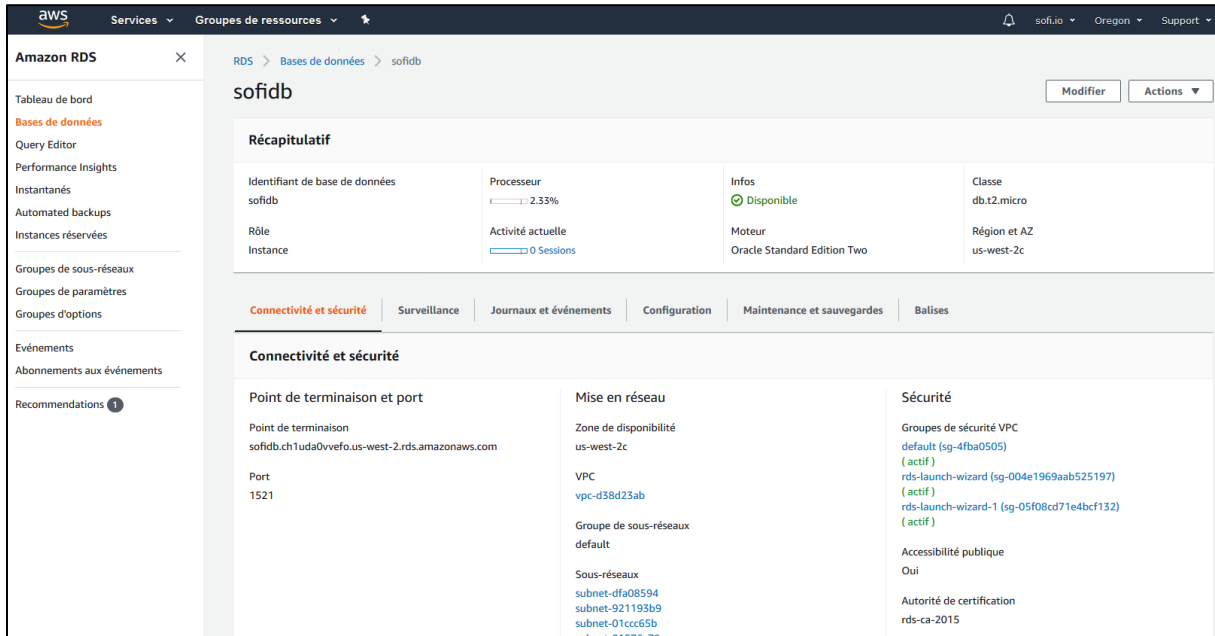 aws
Services
Groupes de ressources
sofi.io
Oregon
Support
Amazon RDS
Tableau de bord
Bases de données
Query Editor
Performance Insights
Instantanés
Automated backups
Instances réservées
Groupes de sous-réseaux
Groupes de paramètres
Groupes d'options
Evénements
Abonnements aux événements
Recommendations 1
RDS > Bases de données > sofidb
sofidb
Modifier
Actions
Récapitulatif
Identifiant de base de données
sofidb
Processeur
2.33%
Infos
Disponible
Classe
db.t2.micro
Rôle
Instance
Activité actuelle
0 Sessions
Moteur
Oracle Standard Edition Two
Région et AZ
us-west-2c
Connectivité et sécurité
Surveillance
Journaux et événements
Configuration
Maintenance et sauvegardes
Balises
Connectivité et sécurité
Point de terminaison et port
Point de terminaison
sofidb.ch1uda0vvefo.us-west-2.rds.amazonaws.com
Port
1521
Mise en réseau
Zone de disponibilité
us-west-2c
VPC
vpc-d38d23ab
Groupe de sous-réseaux
default
Sous-réseaux
subnet-dfa08594
subnet-921193b9
subnet-01ccc65b
Sécurité
Groupes de sécurité VPC
default (sg-4fba0505)
( actif )
rds-launch-wizard (sg-004e1969aab525197)
( actif )
rds-launch-wizard-1 (sg-05f08cd71e4bcf132)
( actif )
Accessibilité publique
Oui
Autorité de certification
rds-ca-2015